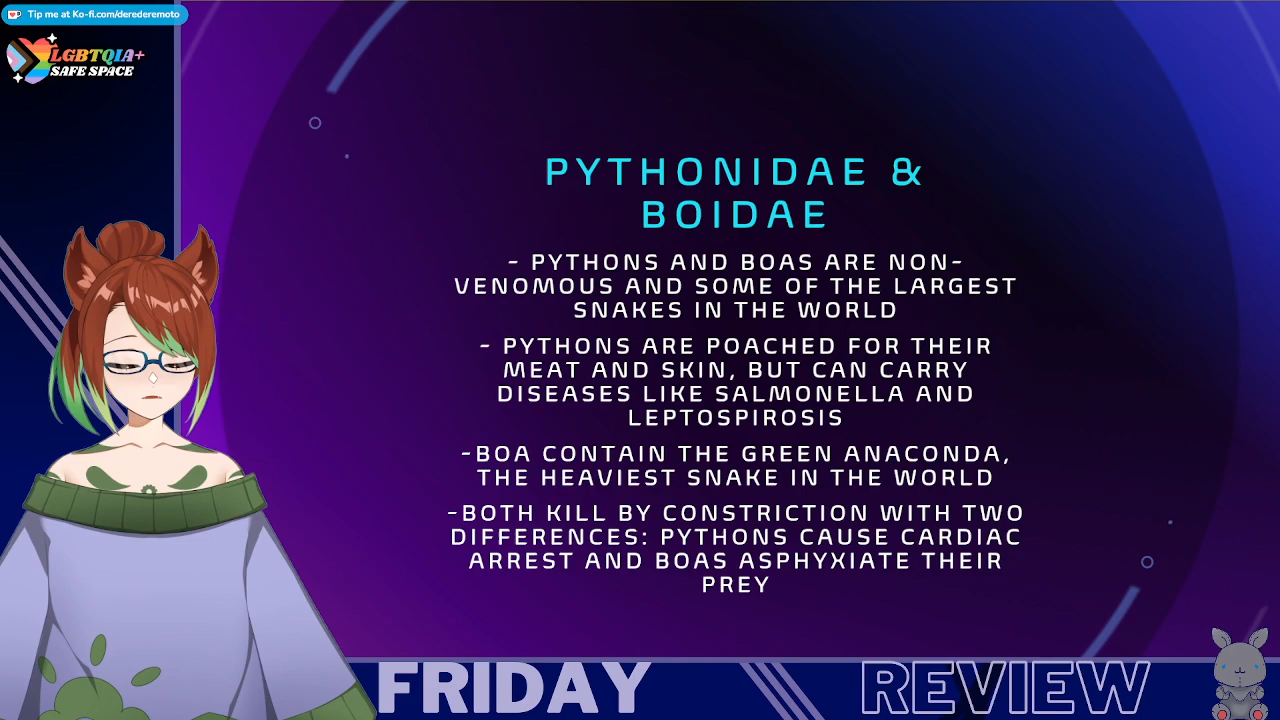 Tip me at Ko-fi.com/derederemoto
LGBTQIA+
SAFE SPACE
PYTHONIDAE &
BOIDAE
- PYTHONS AND BOAS ARE NON-
VENOMOUS AND SOME OF THE LARGEST
SNAKES IN THE WORLD
- PYTHONS ARE POACHED FOR THEIR
MEAT AND SKIN, BUT CAN CARRY
DISEASES LIKE SALMONELLA AND
LEPTOSPIROSIS
-BOA CONTAIN THE GREEN ANACONDA,
THE HEAVIEST SNAKE IN THE WORLD
-BOTH KILL BY CONSTRICTION WITH TWO
DIFFERENCES: PYTHONS CAUSE CARDIAC
ARREST AND BOAS ASPHYXIATE THEIR
PREY
FRIDAY REVIEW